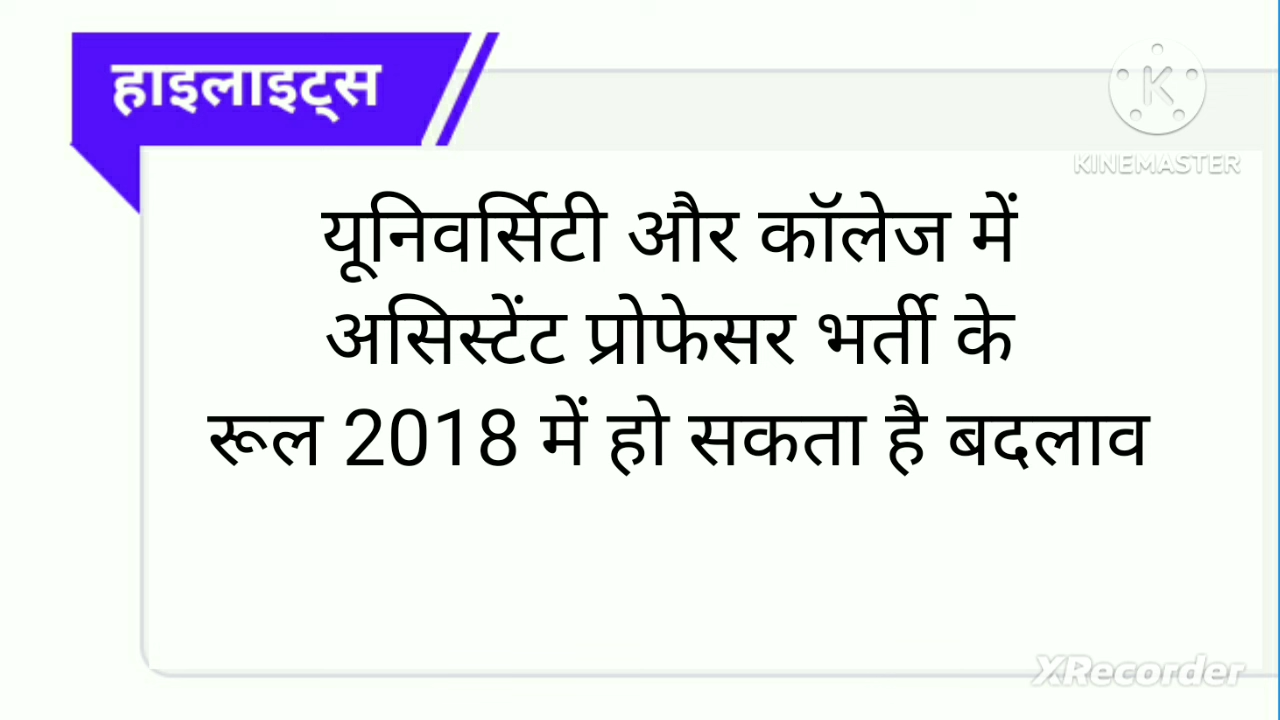 हाइलाइट्स
KINEMASTER
यूनिवर्सिटी और कॉलेज में
असिस्टेंट प्रोफेसर भर्ती के
रूल 2018 में हो सकता है बदलाव
XRecorder